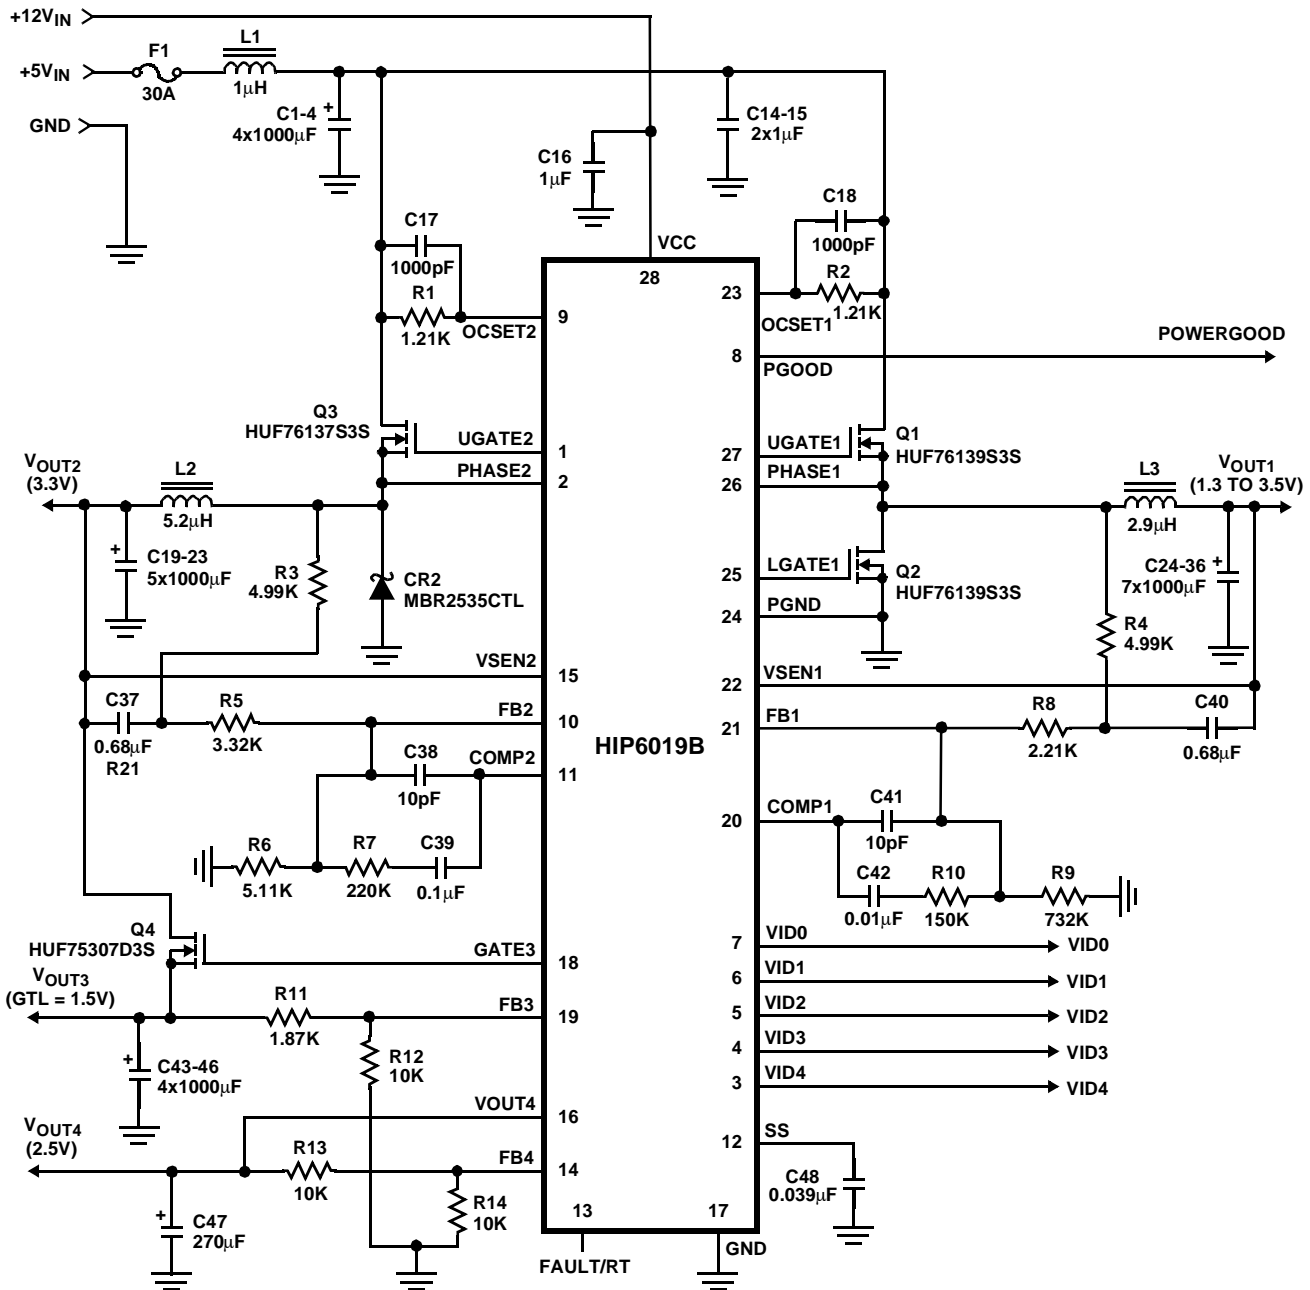 +12VIN
+5VIN
F1
30A
L1
1μH
GND
C1-4
4x1000μF
+
C14-15
2x1μF
C16
1μF
C17
1000pF
R1
1.21K
OCSET2
9
VCC
28
C18
1000pF
R2
1.21K
23
OCSET1
8
PGOOD
POWERGOOD
Q3
HUF76137S3S
UGATE2
1
PHASE2
2
27
UGATE1
Q1
HUF76139S3S
26
PHASE1
VOUT2
(3.3V)
L2
5.2μH
+
C19-23
5x1000μF
R3
4.99K
CR2
MBR2535CTL
L3
2.9μH
VOUT1
(1.3 TO 3.5V)
25
LGATE1
Q2
HUF76139S3S
24
PGND
C24-36
7x1000μF
+
R4
4.99K
VSEN2
15
22
VSEN1
C37
0.68μF
R21
R5
3.32K
FB2
10
HIP6019B
21
FB1
R8
2.21K
C40
0.68μF
COMP2
11
C38
10pF
20
COMP1
C41
10pF
R6
5.11K
R7
220K
C39
0.1μF
C42
0.01μF
R10
150K
R9
732K
Q4
HUF75307D3S
GATE3
18
7
VID0
VID0
6
VID1
VID1
5
VID2
VID2
4
VID3
VID3
3
VID4
VID4
VOUT3
(GTL = 1.5V)
R11
1.87K
FB3
19
+
C43-46
4x1000μF
R12
10K
VOUT4
16
VOUT4
(2.5V)
R13
10K
FB4
14
12
SS
C48
0.039μF
+
C47
270μF
R14
10K
13
FAULT/RT
17
GND